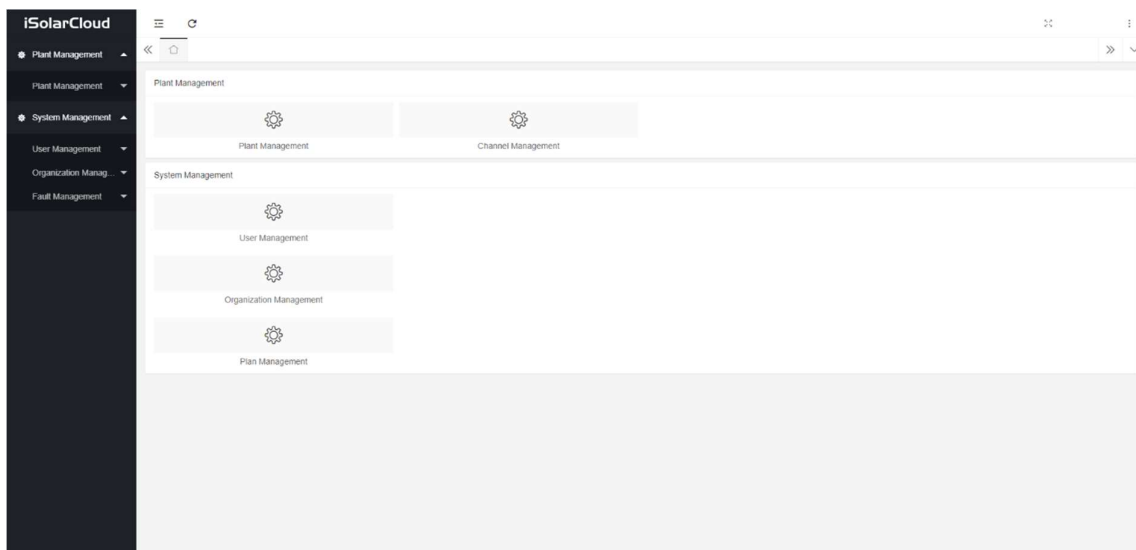 iSolarCloud
Plant Management
Plant Management
System Management
User Management
Organization Manag...
Fault Management
Plant Management
Plant Management Channel Management
System Management
User Management
Organization Management
Plan Management